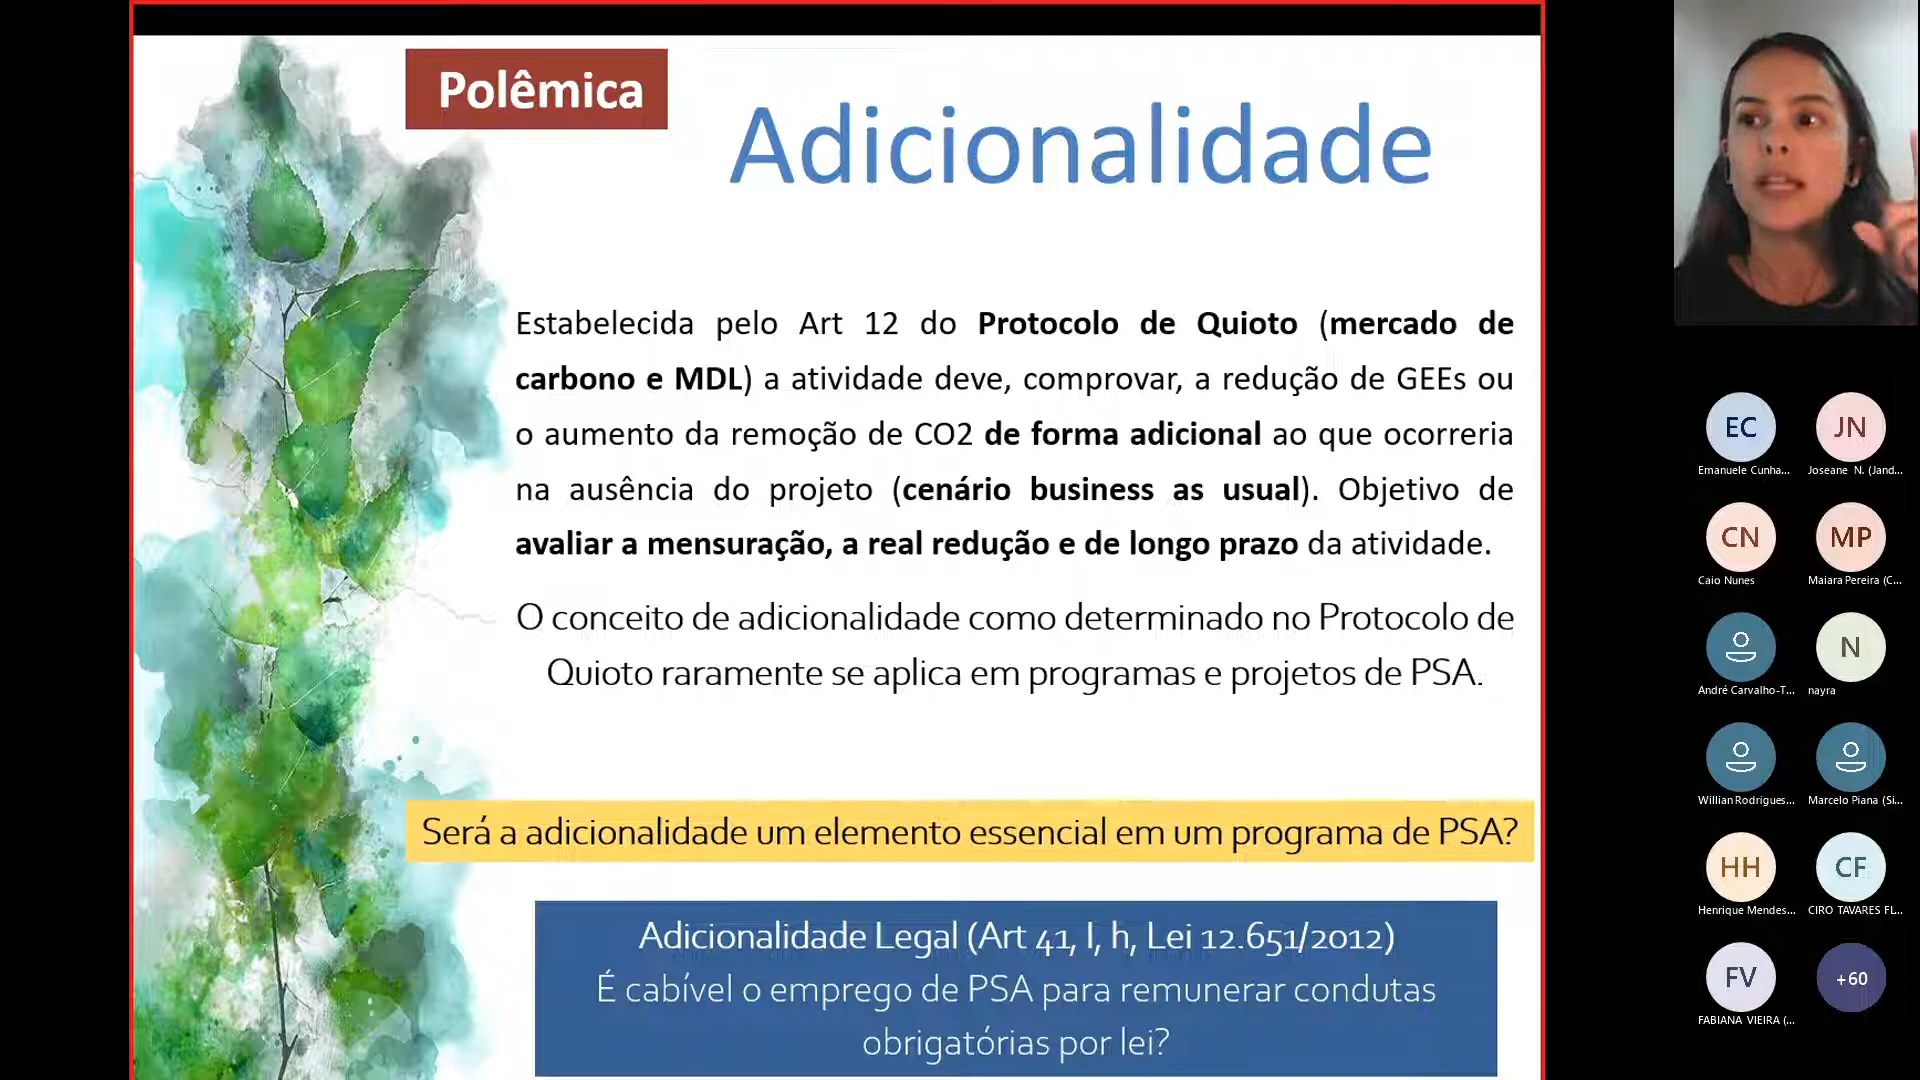 Polêmica
Adicionalidade
Estabelecida pelo Art 12 do Protocolo de Quioto (mercado de
carbono e MDL) a atividade deve, comprovar, a redução de GEEs ou
o aumento da remoção de CO2 de forma adicional ao que ocorreria
na ausência do projeto (cenário business as usual). Objetivo de
avaliar a mensuração, a real redução e de longo prazo da atividade.
O conceito de adicionalidade como determinado no Protocolo de
Quioto raramente se aplica em programas e projetos de PSA.
Será a adicionalidade um elemento essencial em um programa de PSA?
Adicionalidade Legal (Art 41, I, h, Lei 12.651/2012)
É cabível o emprego de PSA para remunerar condutas
obrigatórias por lei?
EC
Emanuele Cunha...
JN
Joseane N. (Jand...
CN
Caio Nunes
MP
Maiara Pereira (C...
André Carvalho-T...
N
nayra
Willian Rodrigues...
Marcelo Piana (Si...
HH
Henrique Mendes...
CF
CIRO TAVARES FL...
FV
FABIANA VIEIRA (...
+60